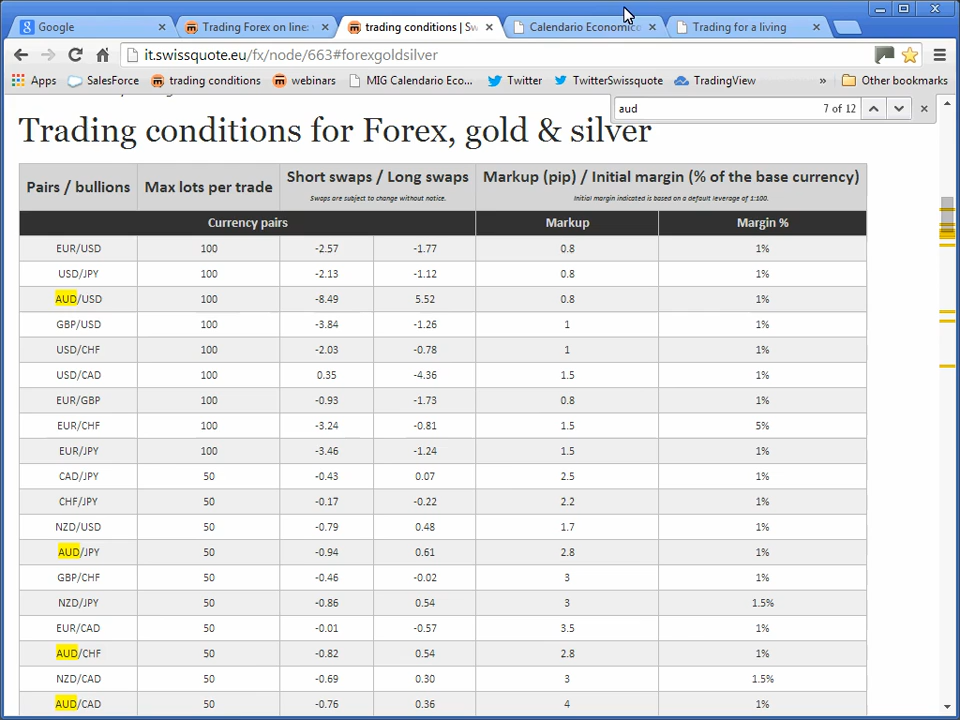 Google
Trading Forex on line:
trading conditions | Sw
Calendario Economic
Trading for a living
it.swissquote.eu/fx/node/663#forexgoldsilver
Apps SalesForce trading conditions webinars MIG Calendario Eco... Twitter TwitterSwissquote TradingView » Other bookmarks
aud 7 of 12
Trading conditions for Forex, gold & silver
Pairs / bullions Max lots per trade Short swaps / Long swaps Markup (pip) / Initial margin (% of the base currency)
Swaps are subject to change without notice. Initial margin indicated is based on a default leverage of 1:100.
Currency pairs Markup Margin %
EUR/USD 100 -2.57 -1.77 0.8 1%
USD/JPY 100 -2.13 -1.12 0.8 1%
AUD/USD 100 -8.49 5.52 0.8 1%
GBP/USD 100 -3.84 -1.26 1 1%
USD/CHF 100 -2.03 -0.78 1 1%
USD/CAD 100 0.35 -4.36 1.5 1%
EUR/GBP 100 -0.93 -1.73 0.8 1%
EUR/CHF 100 -3.24 -0.81 1.5 5%
EUR/JPY 100 -3.46 -1.24 1.5 1%
CAD/JPY 50 -0.43 0.07 2.5 1%
CHF/JPY 50 -0.17 -0.22 2.2 1%
NZD/USD 50 -0.79 0.48 1.7 1%
AUD/JPY 50 -0.94 0.61 2.8 1%
GBP/CHF 50 -0.46 -0.02 3 1%
NZD/JPY 50 -0.86 0.54 3 1.5%
EUR/CAD 50 -0.01 -0.57 3.5 1%
AUD/CHF 50 -0.82 0.54 2.8 1%
NZD/CAD 50 -0.69 0.30 3 1.5%
AUD/CAD 50 -0.76 0.36 4 1%